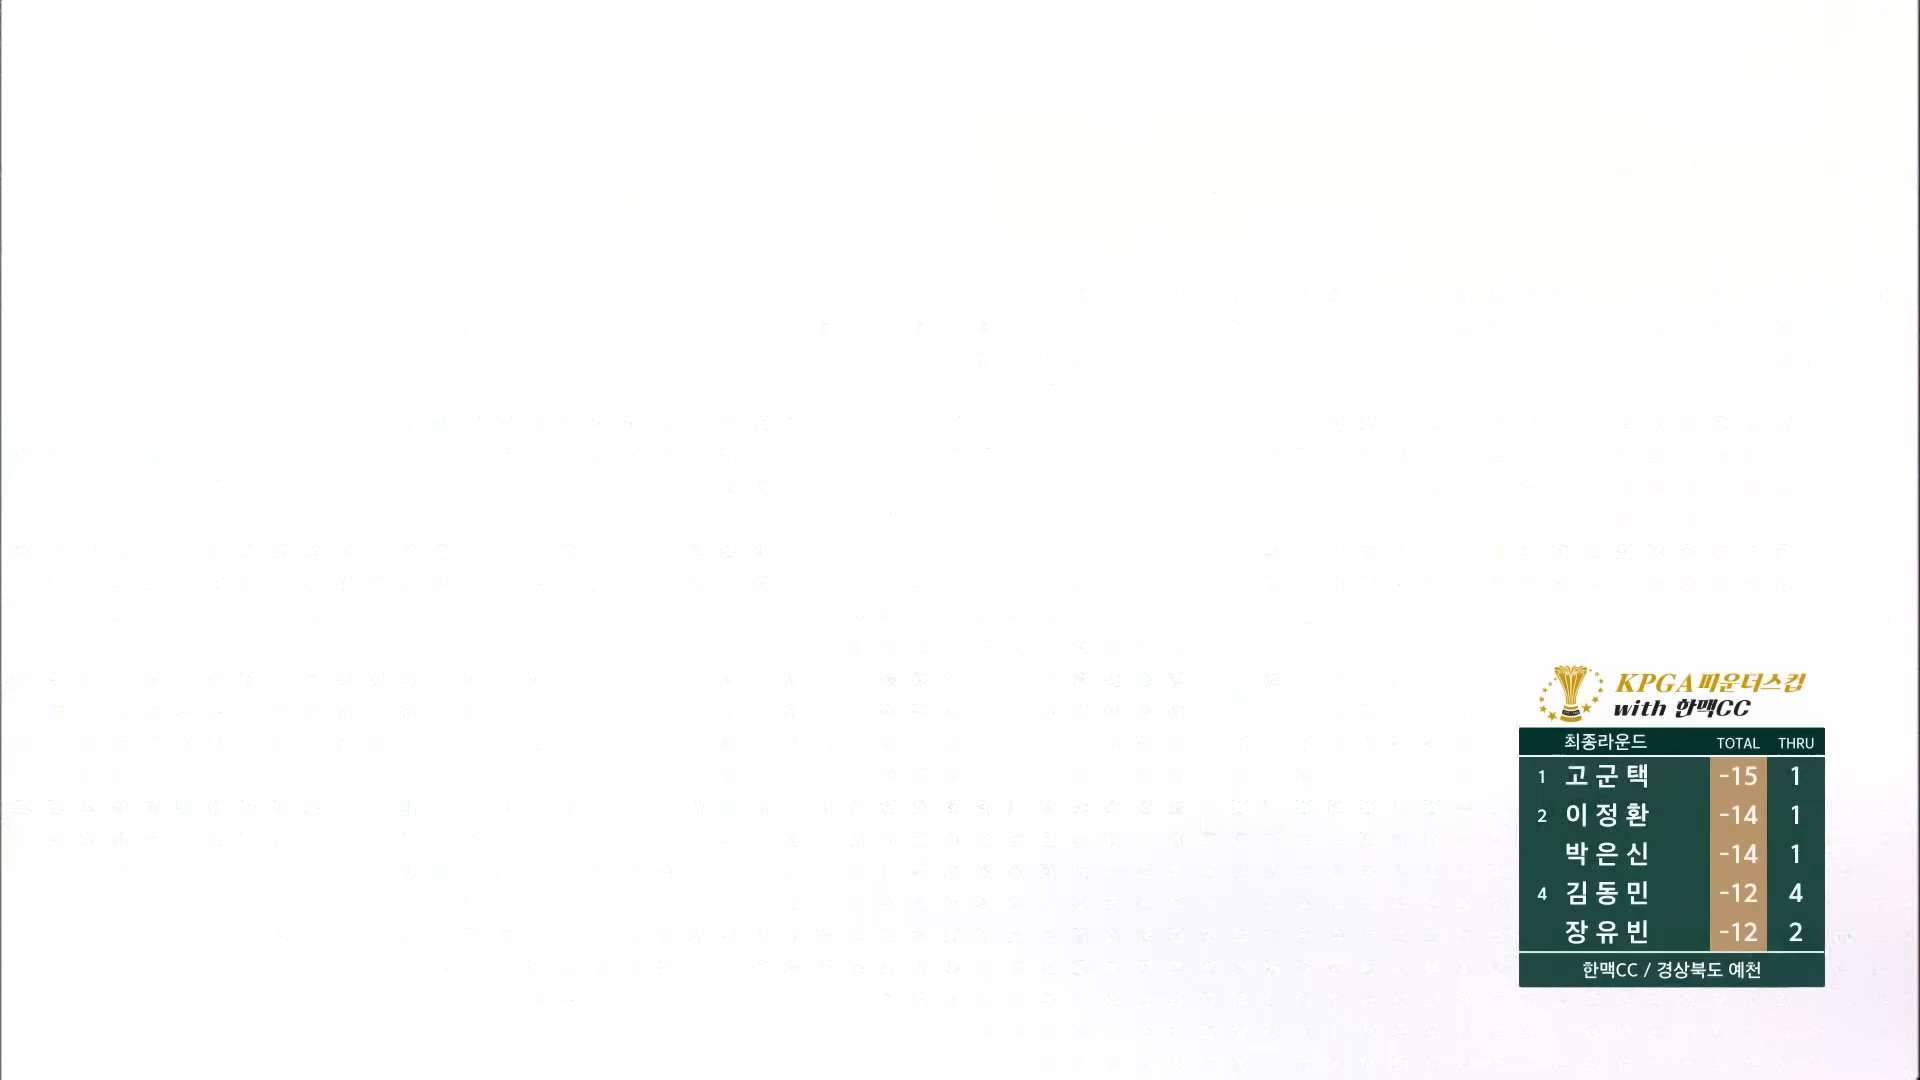 KPGA 파운더스컵
with 한맥CC
최종라운드 TOTAL THRU
1 고군택 -15 1
2 이정환 -14 1
박은신 -14 1
4 김동민 -12 4
장유빈 -12 2
한맥CC / 경상북도 예천